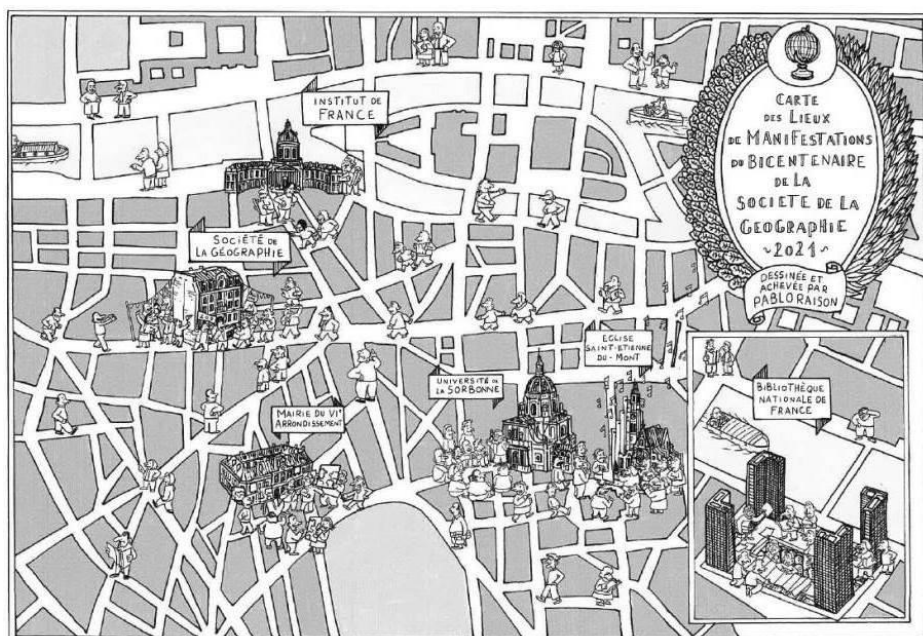 INSTITUT DE
FRANCE
SOCIÉTÉ DE
LA GÉOGRAPHIE
CARTE
DES LIEUX
DE MANIFESTATIONS
DU BICENTENAIRE
DE LA
SOCIETE DE LA
GEOGRAPHIE
~2021~
DESSINÉE ET
ACHEVÉE PAR
PABLO RAISON
EGLISE
SAINT-ETIENNE
DU-MONT
UNIVERSITÉ DE
LA SORBONNE
MAIRIE DU VIE
ARRONDISSEMENT
BIBLIOTHÈQUE
NATIONALE DE
FRANCE